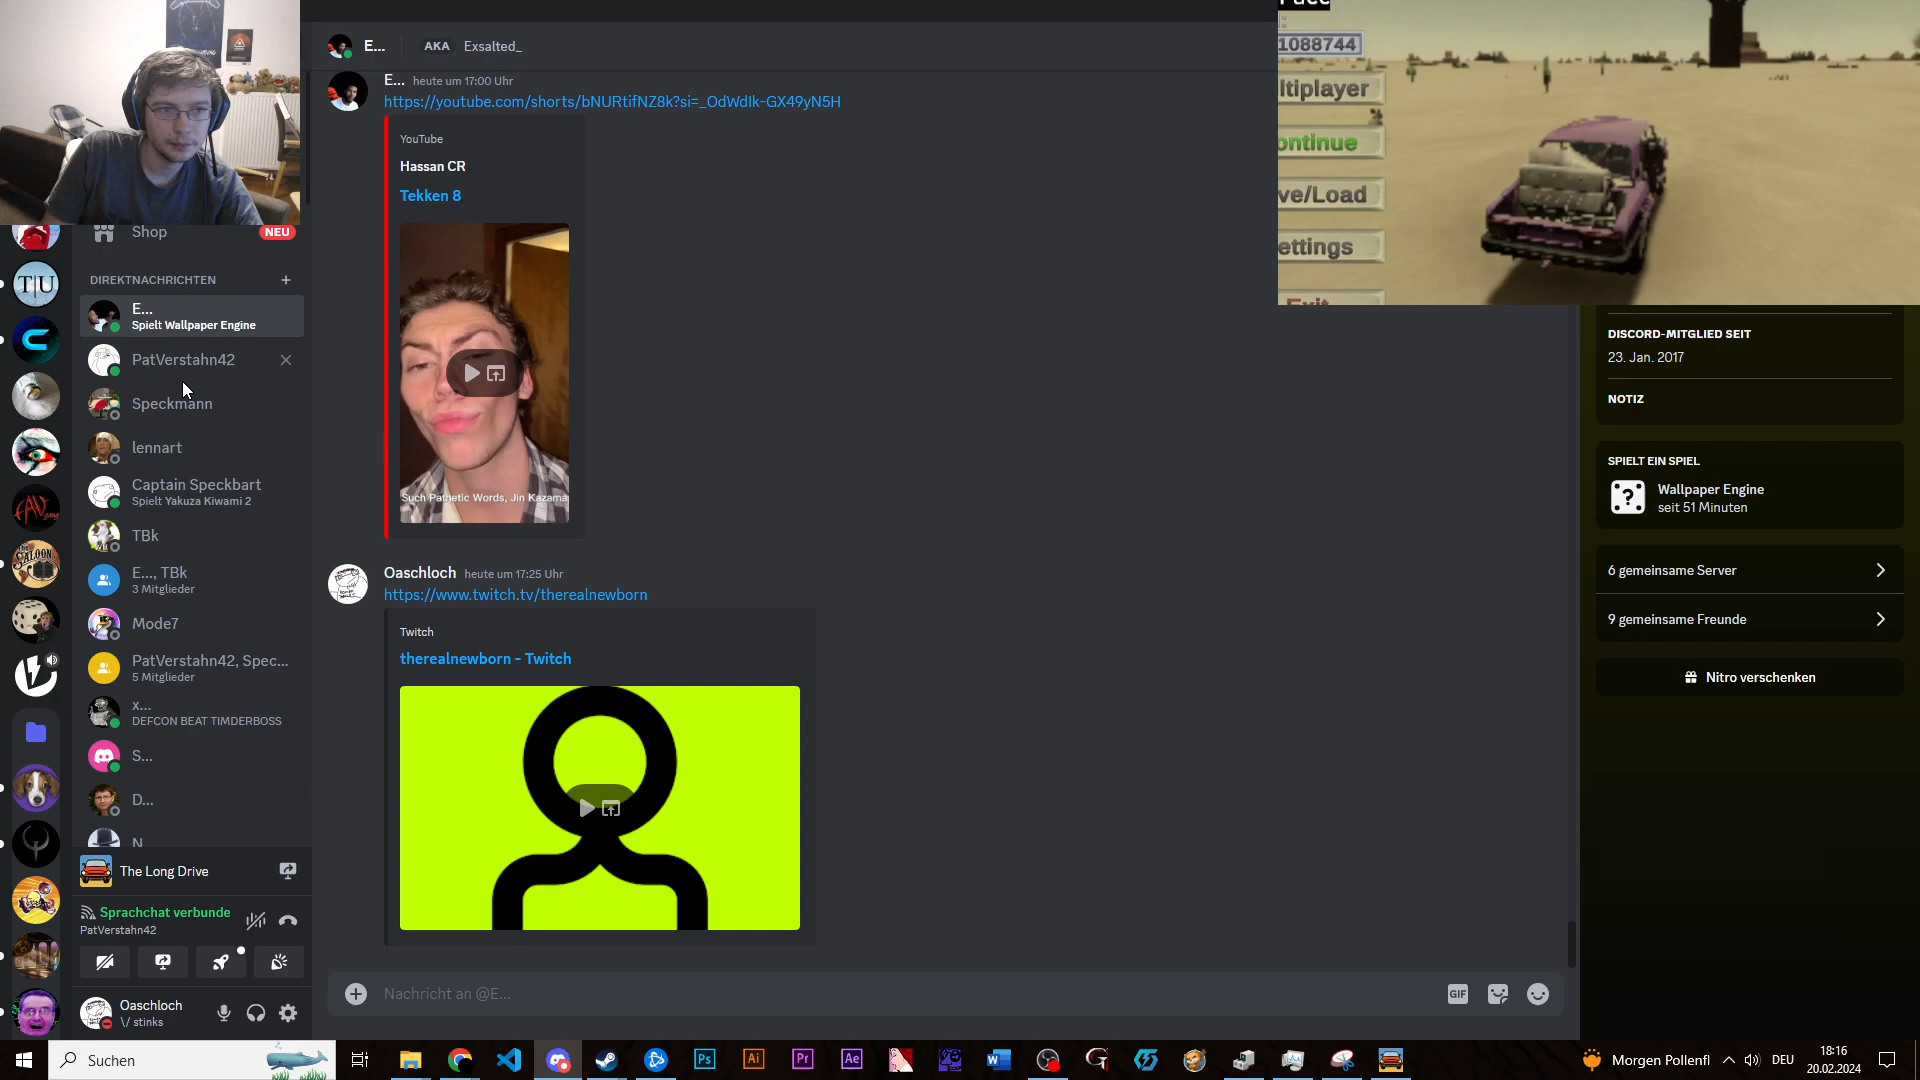 E...
AKA
Exsalted_
E... heute um 17:00 Uhr
https://youtube.com/shorts/bNURtifNZ8k?si=_OdWdIk-GX49yN5H
YouTube
Hassan CR
Tekken 8
Such Pathetic Words, Jin Kazama
Oaschloch heute um 17:25 Uhr
https://www.twitch.tv/therealnewborn
Twitch
therealnewborn - Twitch
Nachricht an @E...
GIF
Shop
NEU
DIREKTNACHRICHTEN
E...
Spielt Wallpaper Engine
PatVerstahn42
Speckmann
lennart
Captain Speckbart
Spielt Yakuza Kiwami 2
TBk
E..., TBk
3 Mitglieder
Mode7
PatVerstahn42, Spec...
5 Mitglieder
x...
DEFCON BEAT TIMDERBOSS
S...
D...
N
The Long Drive
Sprachchat verbunde
PatVerstahn42
Oaschloch
\/ stinks
T|U
1088744
ltiplayer
ontinue
ve/Load
ettings
Exit
DISCORD-MITGLIED SEIT
23. Jan. 2017
NOTIZ
SPIELT EIN SPIEL
Wallpaper Engine
seit 51 Minuten
6 gemeinsame Server
9 gemeinsame Freunde
Nitro verschenken
Suchen
Ps
Ai
Pr
Ae
Morgen Pollenfl
DEU
18:16
20.02.2024